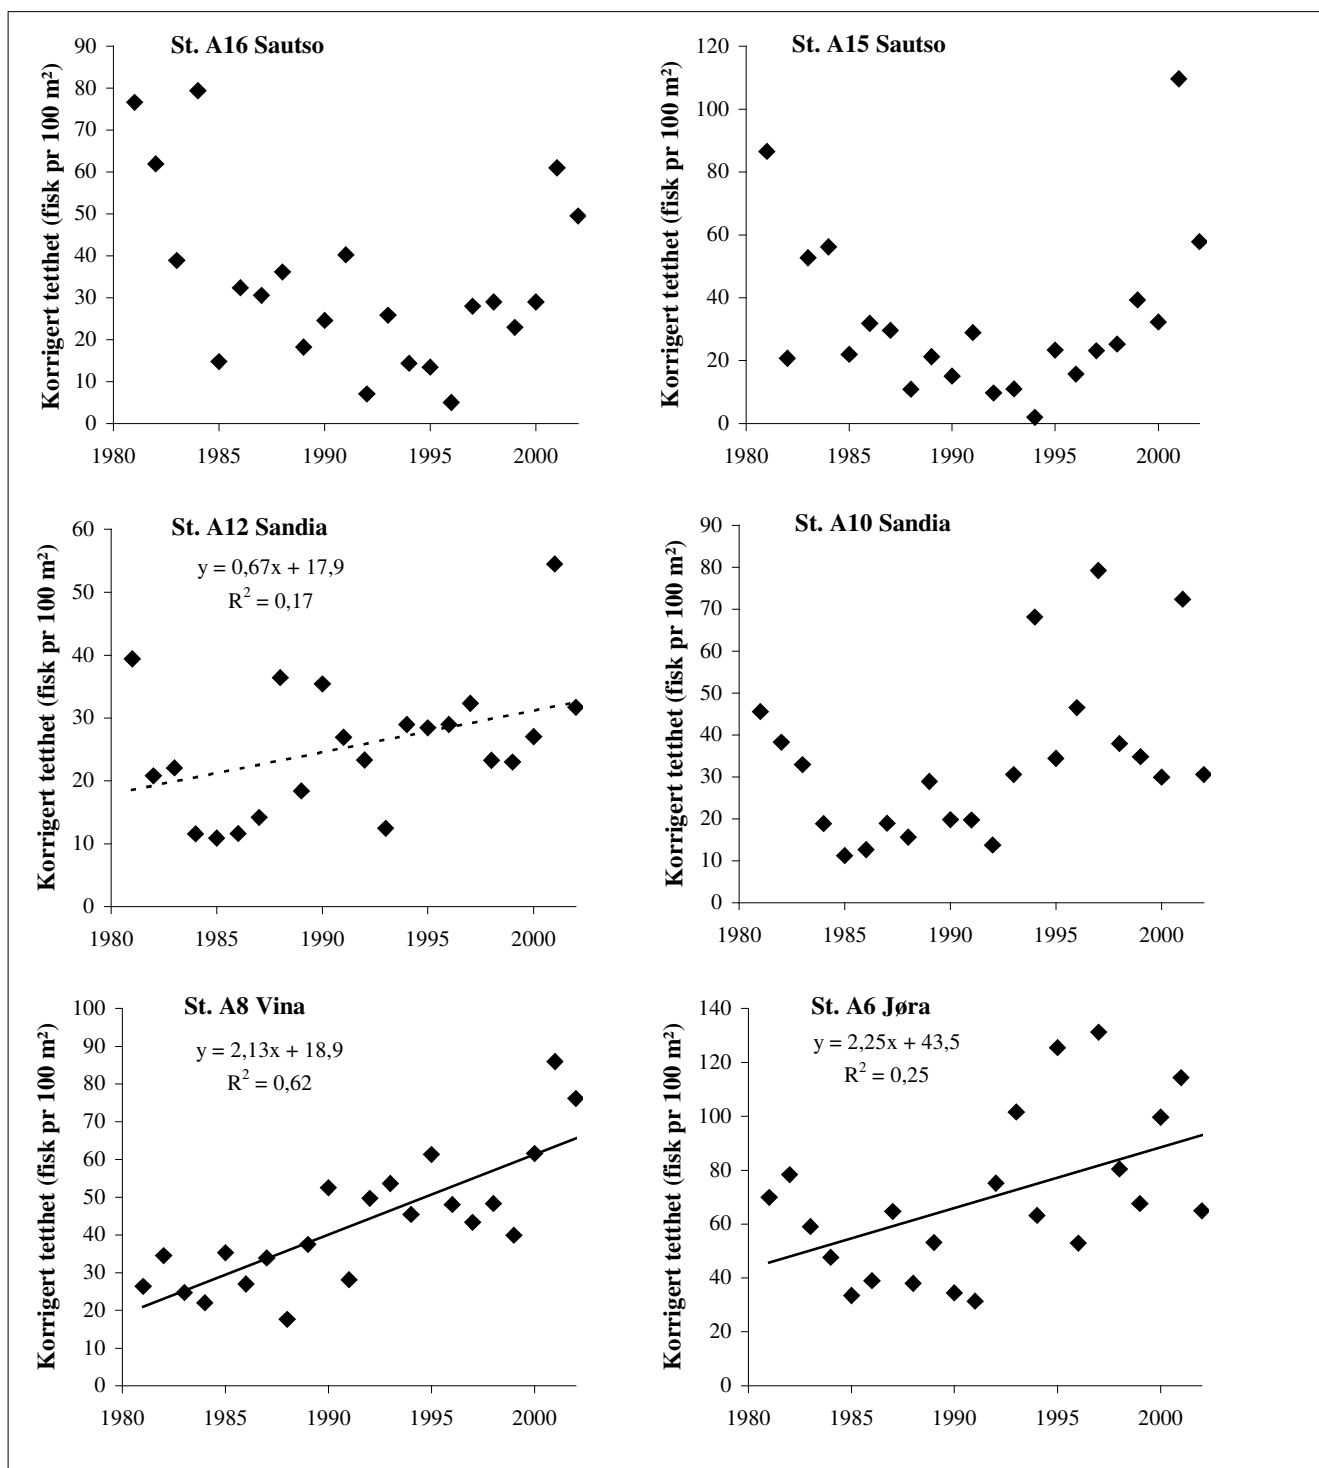 St. A16 Sautso
Korrigert tetthet (fisk pr 100 m²)
90
80
70
60
50
40
30
20
10
0
1980 1985 1990 1995 2000
St. A15 Sautso
Korrigert tetthet (fisk pr 100 m²)
120
100
80
60
40
20
0
1980 1985 1990 1995 2000
St. A12 Sandia
y = 0,67x + 17,9
R² = 0,17
Korrigert tetthet (fisk pr 100 m²)
60
50
40
30
20
10
0
1980 1985 1990 1995 2000
St. A10 Sandia
Korrigert tetthet (fisk pr 100 m²)
90
80
70
60
50
40
30
20
10
0
1980 1985 1990 1995 2000
St. A8 Vina
y = 2,13x + 18,9
R² = 0,62
Korrigert tetthet (fisk pr 100 m²)
100
90
80
70
60
50
40
30
20
10
0
1980 1985 1990 1995 2000
St. A6 Jøra
y = 2,25x + 43,5
R² = 0,25
Korrigert tetthet (fisk pr 100 m²)
140
120
100
80
60
40
20
0
1980 1985 1990 1995 2000